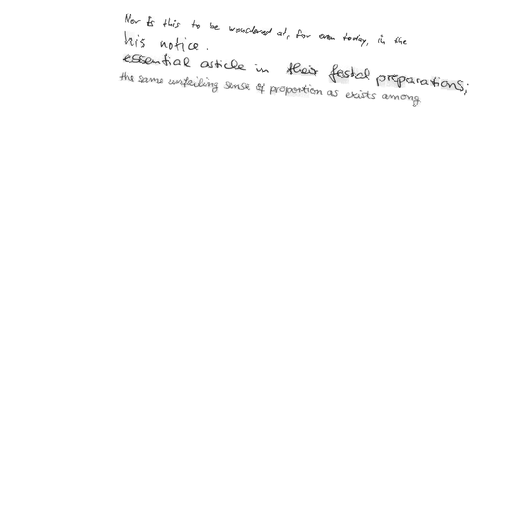 Nor is this to be wondered at, for even today, in the
his notice.
essential article in their festal preparations;
the same unfailing sense of proportion as exists among